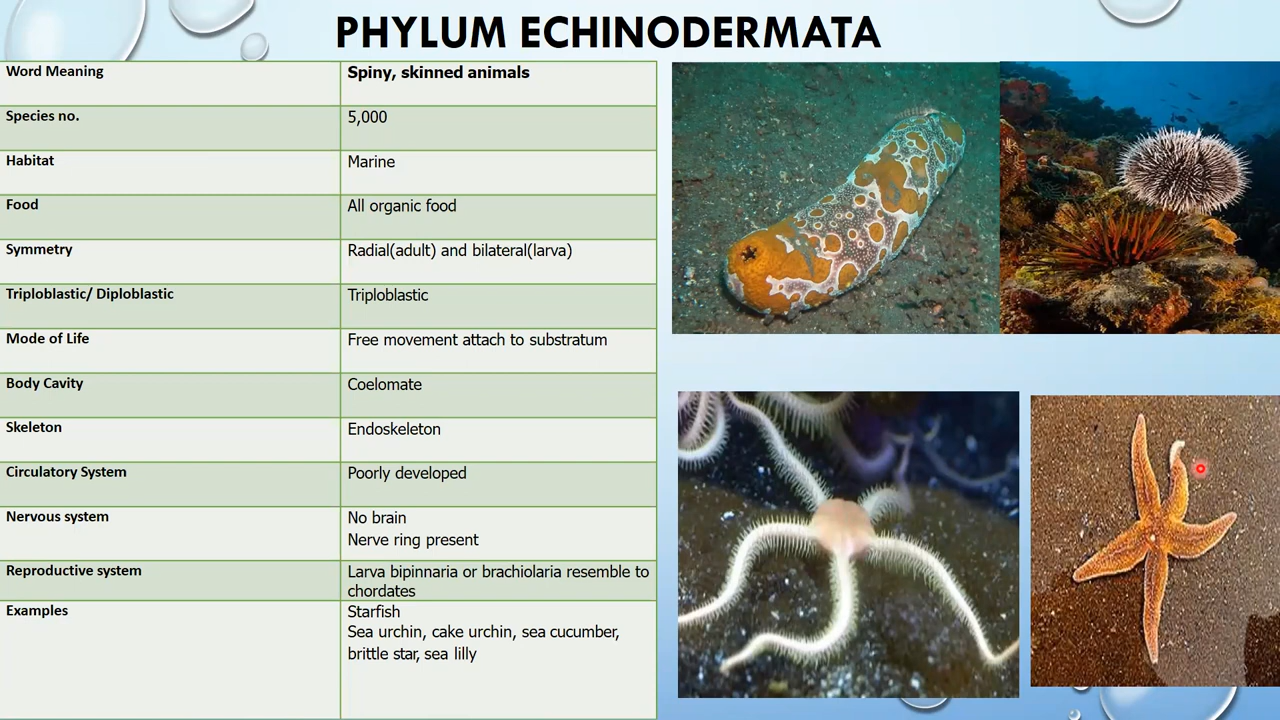 PHYLUM ECHINODERMATA
Word Meaning
Spiny, skinned animals
Species no.
5,000
Habitat
Marine
Food
All organic food
Symmetry
Radial(adult) and bilateral(larva)
Triploblastic/ Diploblastic
Triploblastic
Mode of Life
Free movement attach to substratum
Body Cavity
Coelomate
Skeleton
Endoskeleton
Circulatory System
Poorly developed
Nervous system
No brain
Nerve ring present
Reproductive system
Larva bipinnaria or brachiolaria resemble to
chordates
Examples
Starfish
Sea urchin, cake urchin, sea cucumber,
brittle star, sea lilly